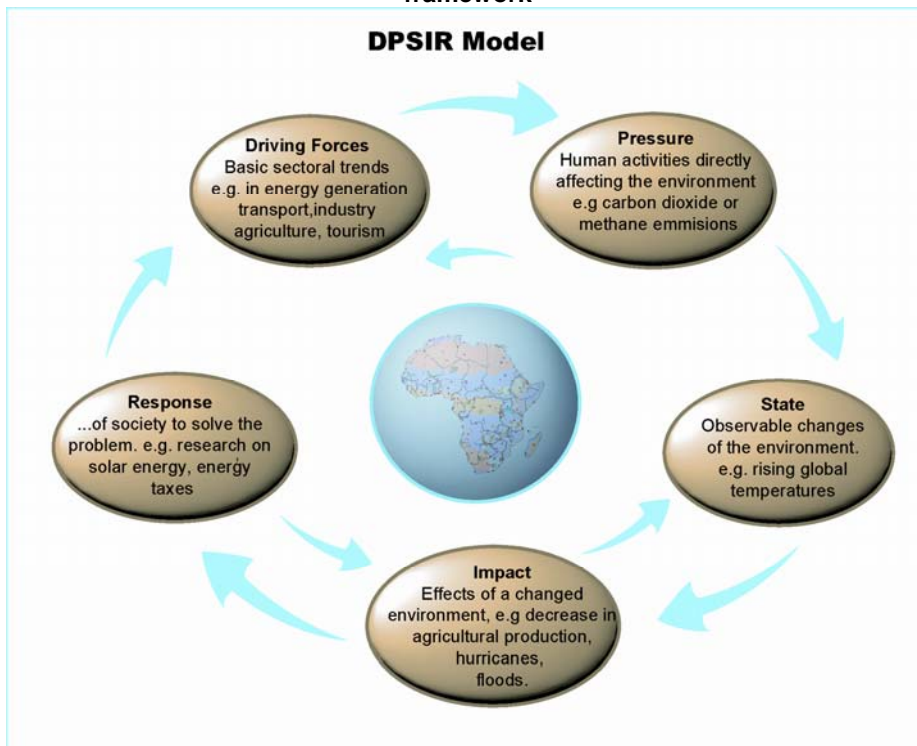 framework
DPSIR Model
Driving Forces
Basic sectoral trends
e.g. in energy generation
transport,industry
agriculture, tourism
Pressure
Human activities directly
affecting the environment
e.g carbon dioxide or
methane emmisions
Response
...of society to solve the
problem. e.g. research on
solar energy, energy
taxes
State
Observable changes
of the environment.
e.g. rising global
temperatures
Impact
Effects of a changed
environment, e.g decrease in
agricultural production,
hurricanes,
floods.